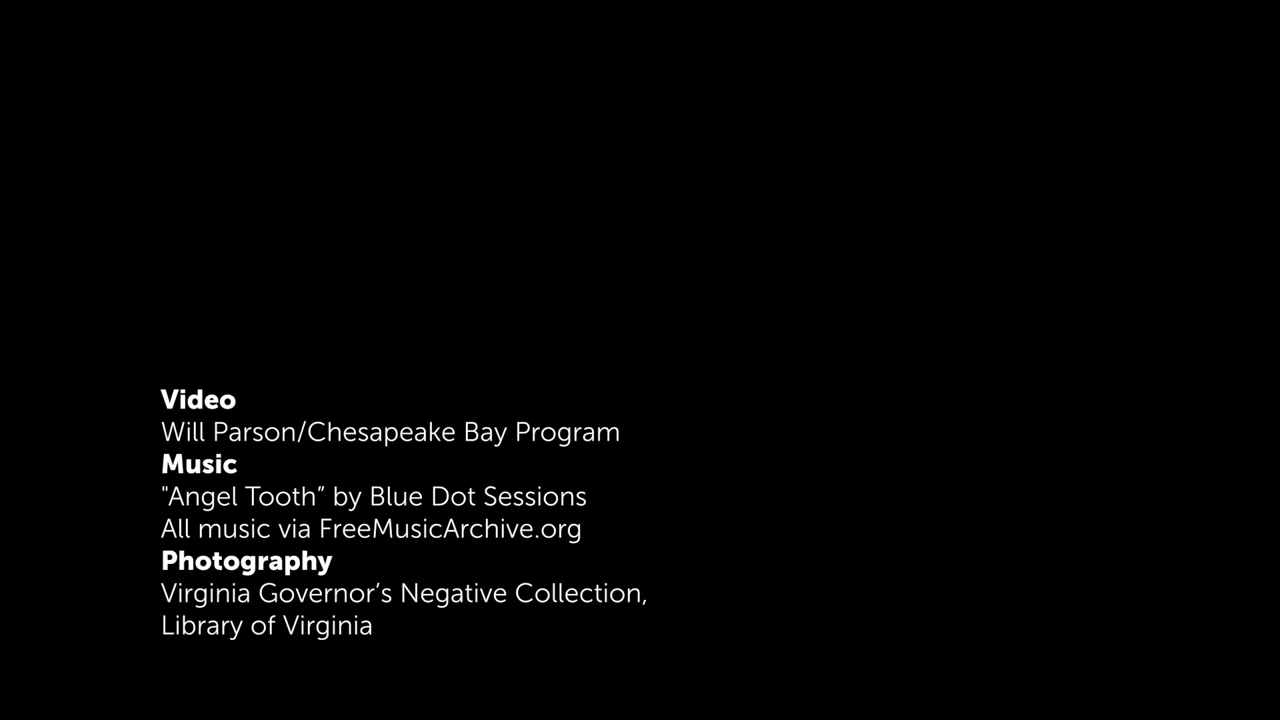 Video
Will Parson/Chesapeake Bay Program
Music
"Angel Tooth” by Blue Dot Sessions
All music via FreeMusicArchive.org
Photography
Virginia Governor’s Negative Collection,
Library of Virginia